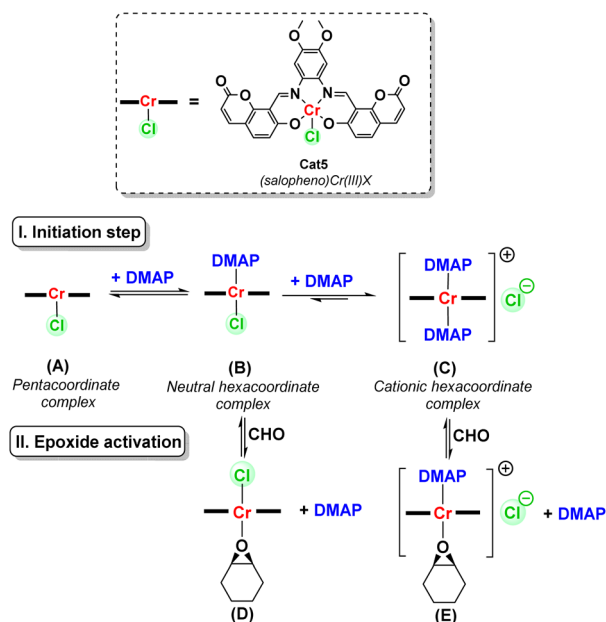 O
O
O
O
O
O
N
N
Cr
=
Cr
O
O
Cl
Cl
Cat5
(salopheno)Cr(III)X
I. Initiation step
DMAP
DMAP
⊕
+ DMAP
+ DMAP
Cr
Cr
Cr
Cl
⊖
Cl
Cl
DMAP
(A)
(B)
(C)
Pentacoordinate
Neutral hexacoordinate
Cationic hexacoordinate
complex
complex
complex
II. Epoxide activation
CHO
CHO
Cl
DMAP
⊕
Cr
+ DMAP
Cr
Cl
⊖
+ DMAP
O
O
(D)
(E)